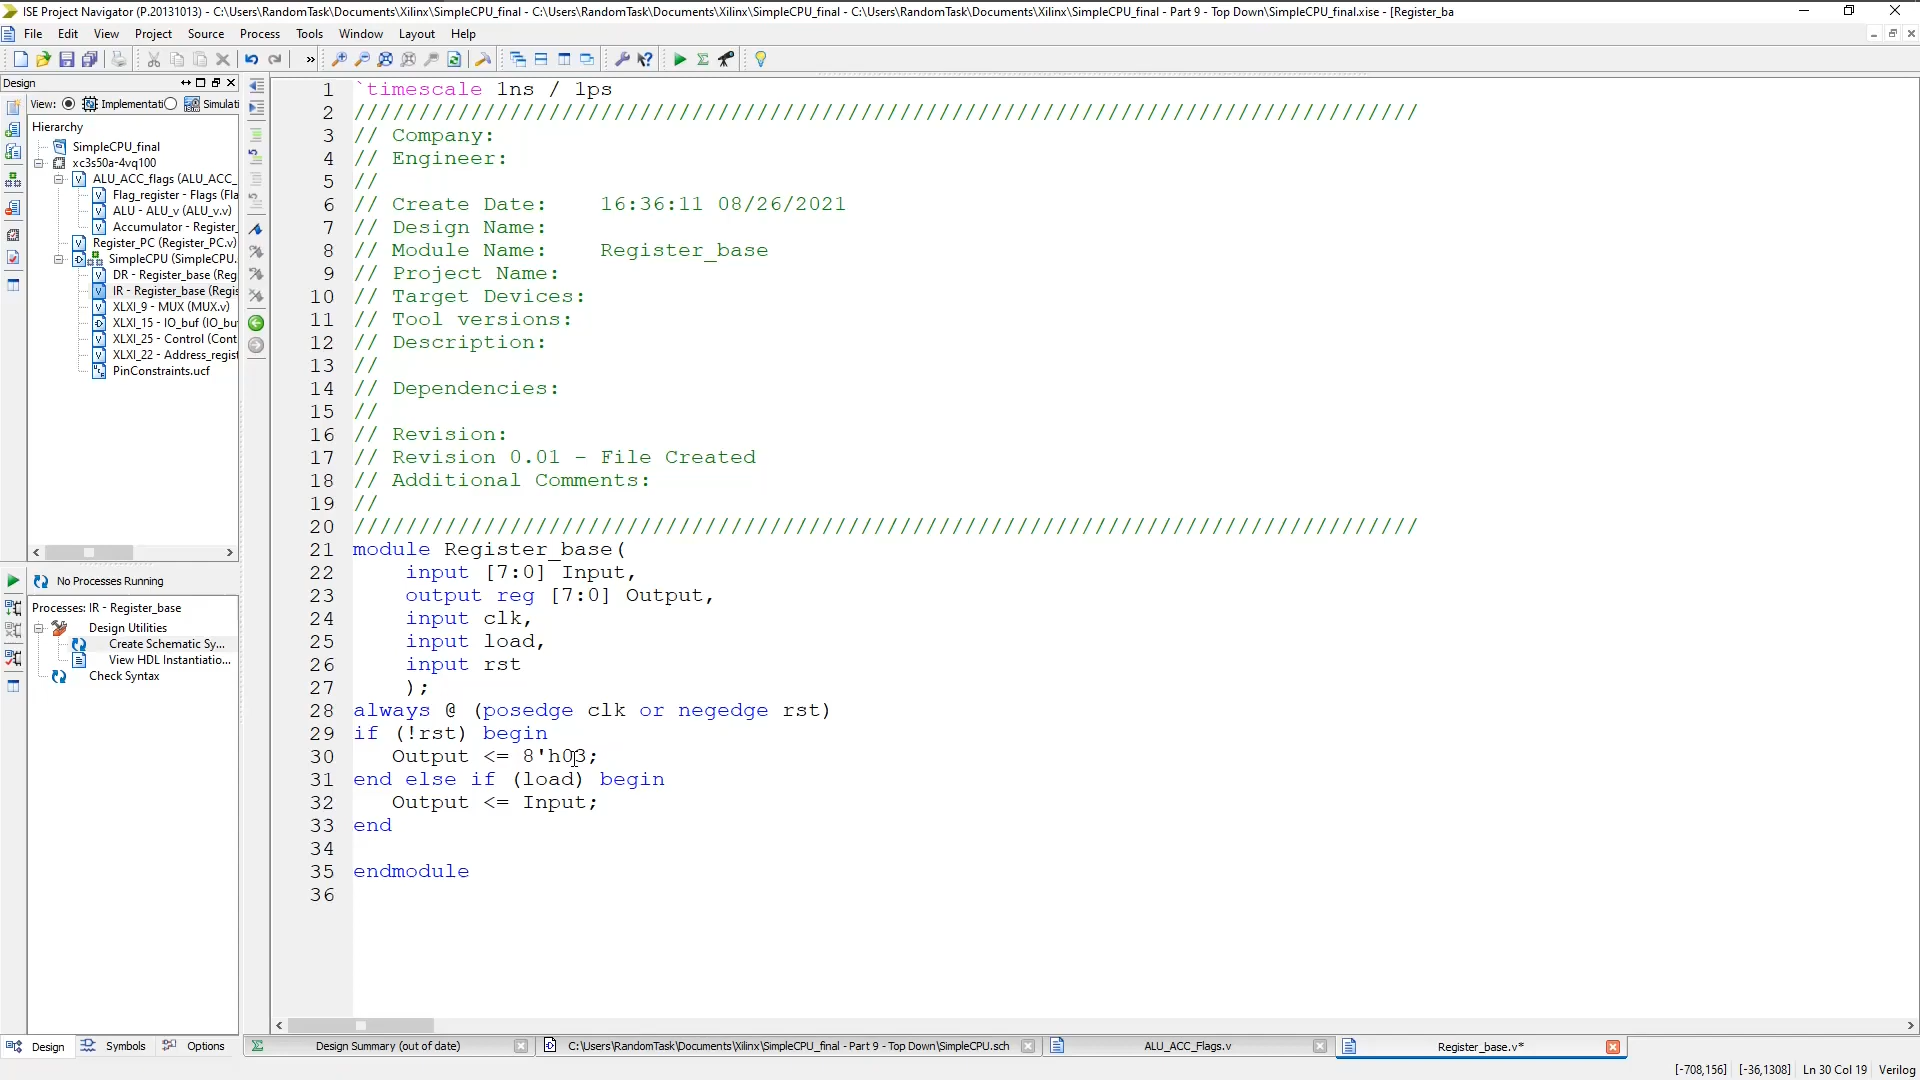 ISE Project Navigator (P.20131013) - C:\Users\RandomTask\Documents\Xilinx\SimpleCPU_final - C:\Users\RandomTask\Documents\Xilinx\SimpleCPU_final - C:\Users\RandomTask\Documents\Xilinx\SimpleCPU_final - Part 9 - Top Down\SimpleCPU_final.xise - [Register_ba
File Edit View Project Source Process Tools Window Layout Help
Design
View: Implementati Simulati
Hierarchy
SimpleCPU_final
xc3s50a-4vq100
ALU_ACC_flags (ALU_ACC_
Flag_register - Flags (Fla
ALU - ALU_v (ALU_v.v)
Accumulator - Register_
Register_PC (Register_PC.v)
SimpleCPU (SimpleCPU.
DR - Register_base (Reg
IR - Register_base (Regis
XLXI_9 - MUX (MUX.v)
XLXI_15 - IO_buf (IO_bu
XLXI_25 - Control (Cont
XLXI_22 - Address_regist
PinConstraints.ucf
No Processes Running
Processes: IR - Register_base
Design Utilities
Create Schematic Sy...
View HDL Instantiatio...
Check Syntax
Design Symbols Options
1 `timescale 1ns / 1ps
2 //////////////////////////////////////////////////////////////////////////////////
3 // Company:
4 // Engineer:
5 //
6 // Create Date:    16:36:11 08/26/2021
7 // Design Name:
8 // Module Name:    Register_base
9 // Project Name:
10 // Target Devices:
11 // Tool versions:
12 // Description:
13 //
14 // Dependencies:
15 //
16 // Revision:
17 // Revision 0.01 - File Created
18 // Additional Comments:
19 //
20 //////////////////////////////////////////////////////////////////////////////////
21 module Register_base(
22     input [7:0] Input,
23     output reg [7:0] Output,
24     input clk,
25     input load,
26     input rst
27     );
28 always @ (posedge clk or negedge rst)
29 if (!rst) begin
30    Output <= 8'h03;
31 end else if (load) begin
32    Output <= Input;
33 end
34
35 endmodule
36
Design Summary (out of date) C:\Users\RandomTask\Documents\Xilinx\SimpleCPU_final - Part 9 - Top Down\SimpleCPU.sch ALU_ACC_Flags.v Register_base.v*
[-708,156] [-36,1308] Ln 30 Col 19 Verilog